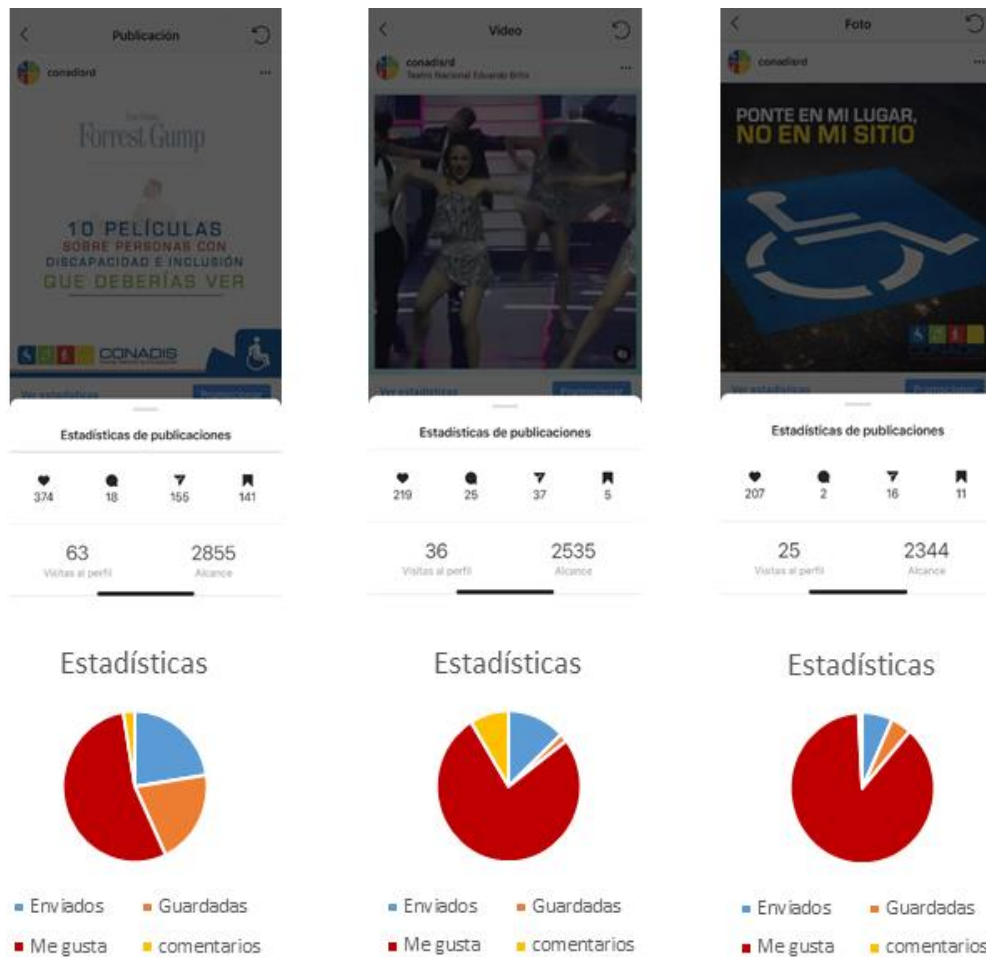 Publicación
conadisrd
Forrest Gump
10 PELÍCULAS
SOBRE PERSONAS CON
DISCAPACIDAD E INCLUSIÓN
QUE DEBERÍAS VER
CONADIS
Ver estadísticas
Promocionar
Estadísticas de publicaciones
374 18 155 141
63 2855
Visitas al perfil Alcance
Estadísticas
Enviados Guardadas
Me gusta comentarios
Video
conadisrd
Teatro Nacional Eduardo Brito
Ver estadísticas
Promocionar
Estadísticas de publicaciones
219 25 37 5
36 2535
Visitas al perfil Alcance
Estadísticas
Enviados Guardadas
Me gusta comentarios
Foto
conadisrd
PONTE EN MI LUGAR,
NO EN MI SITIO
Ver estadísticas
Promocionar
Estadísticas de publicaciones
207 2 16 11
25 2344
Visitas al perfil Alcance
Estadísticas
Enviados Guardadas
Me gusta comentarios